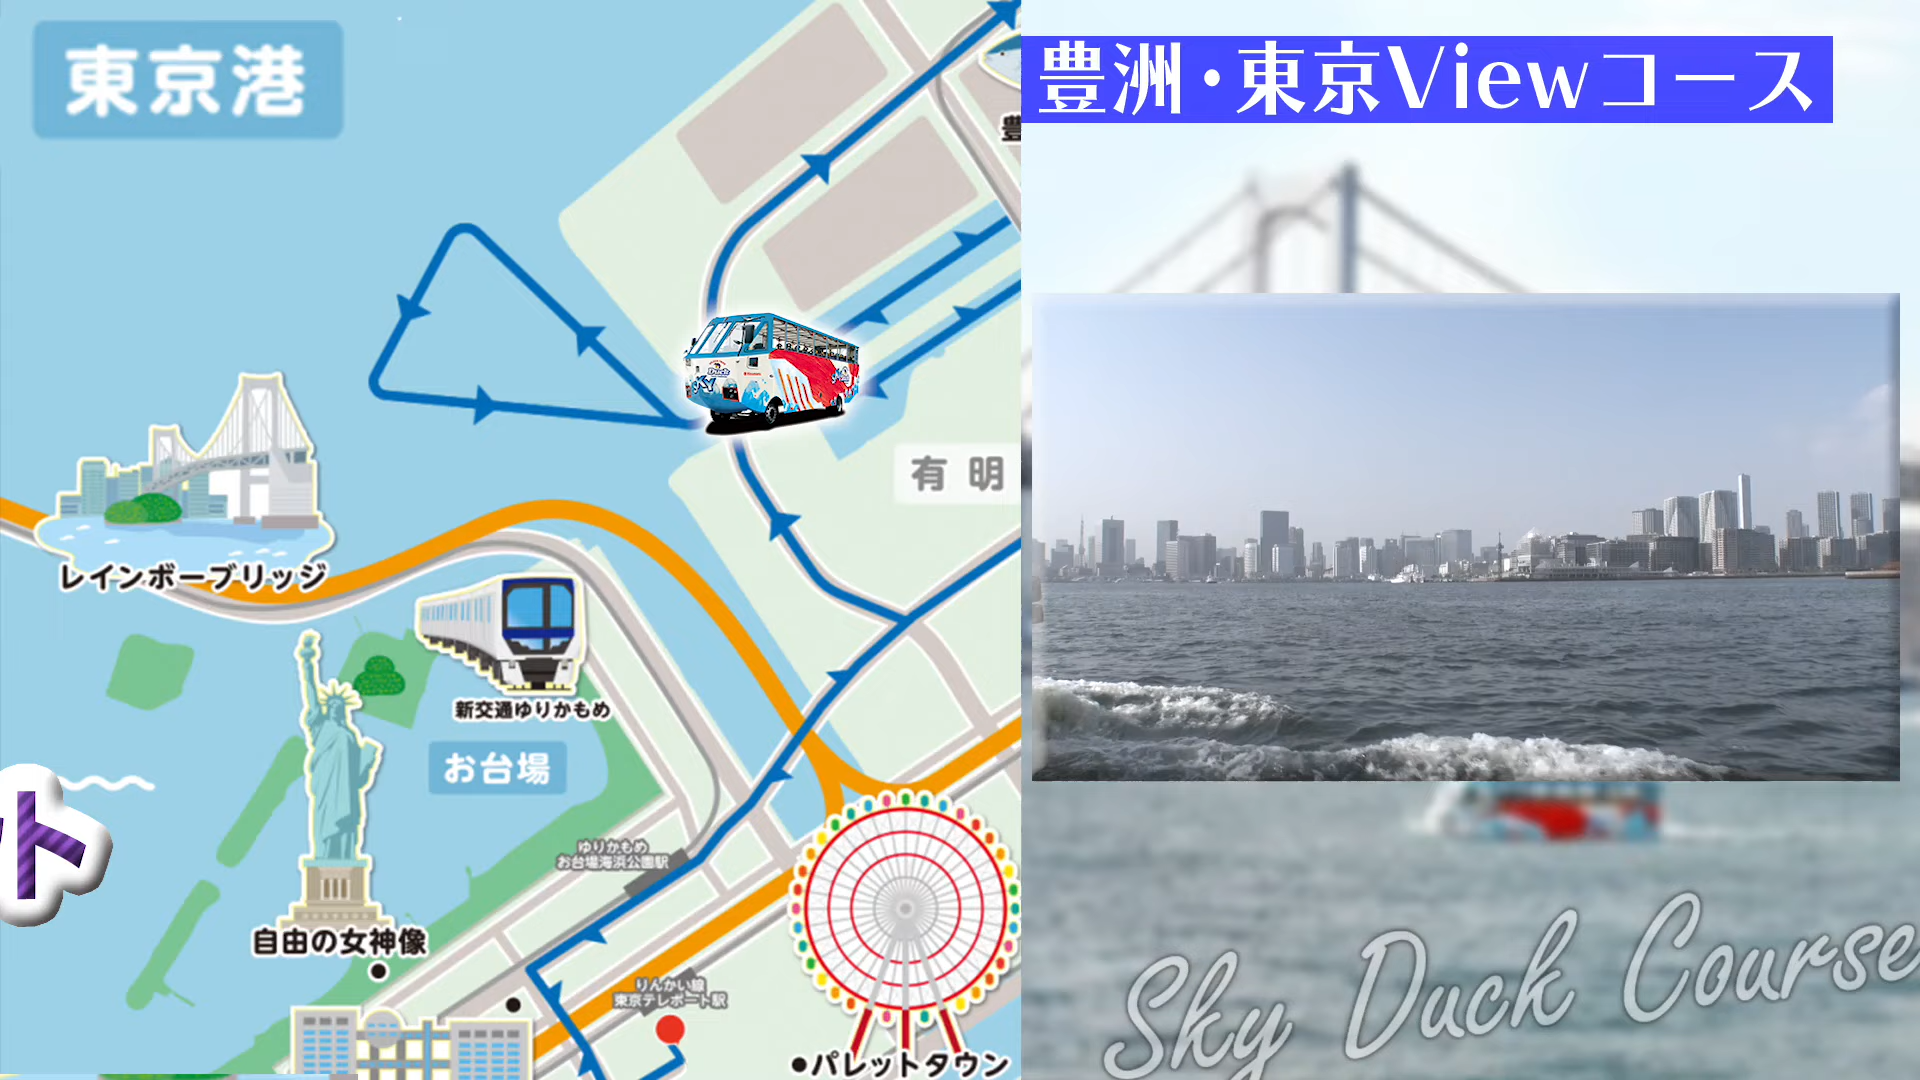 東京港
豊洲・東京Viewコース
豊
有明
レインボーブリッジ
新交通ゆりかもめ
お台場
ト
ゆりかもめ
お台場海浜公園駅
自由の女神像
りんかい線
東京テレポート駅
パレットタウン
Sky Duck Course
Duck
SKY